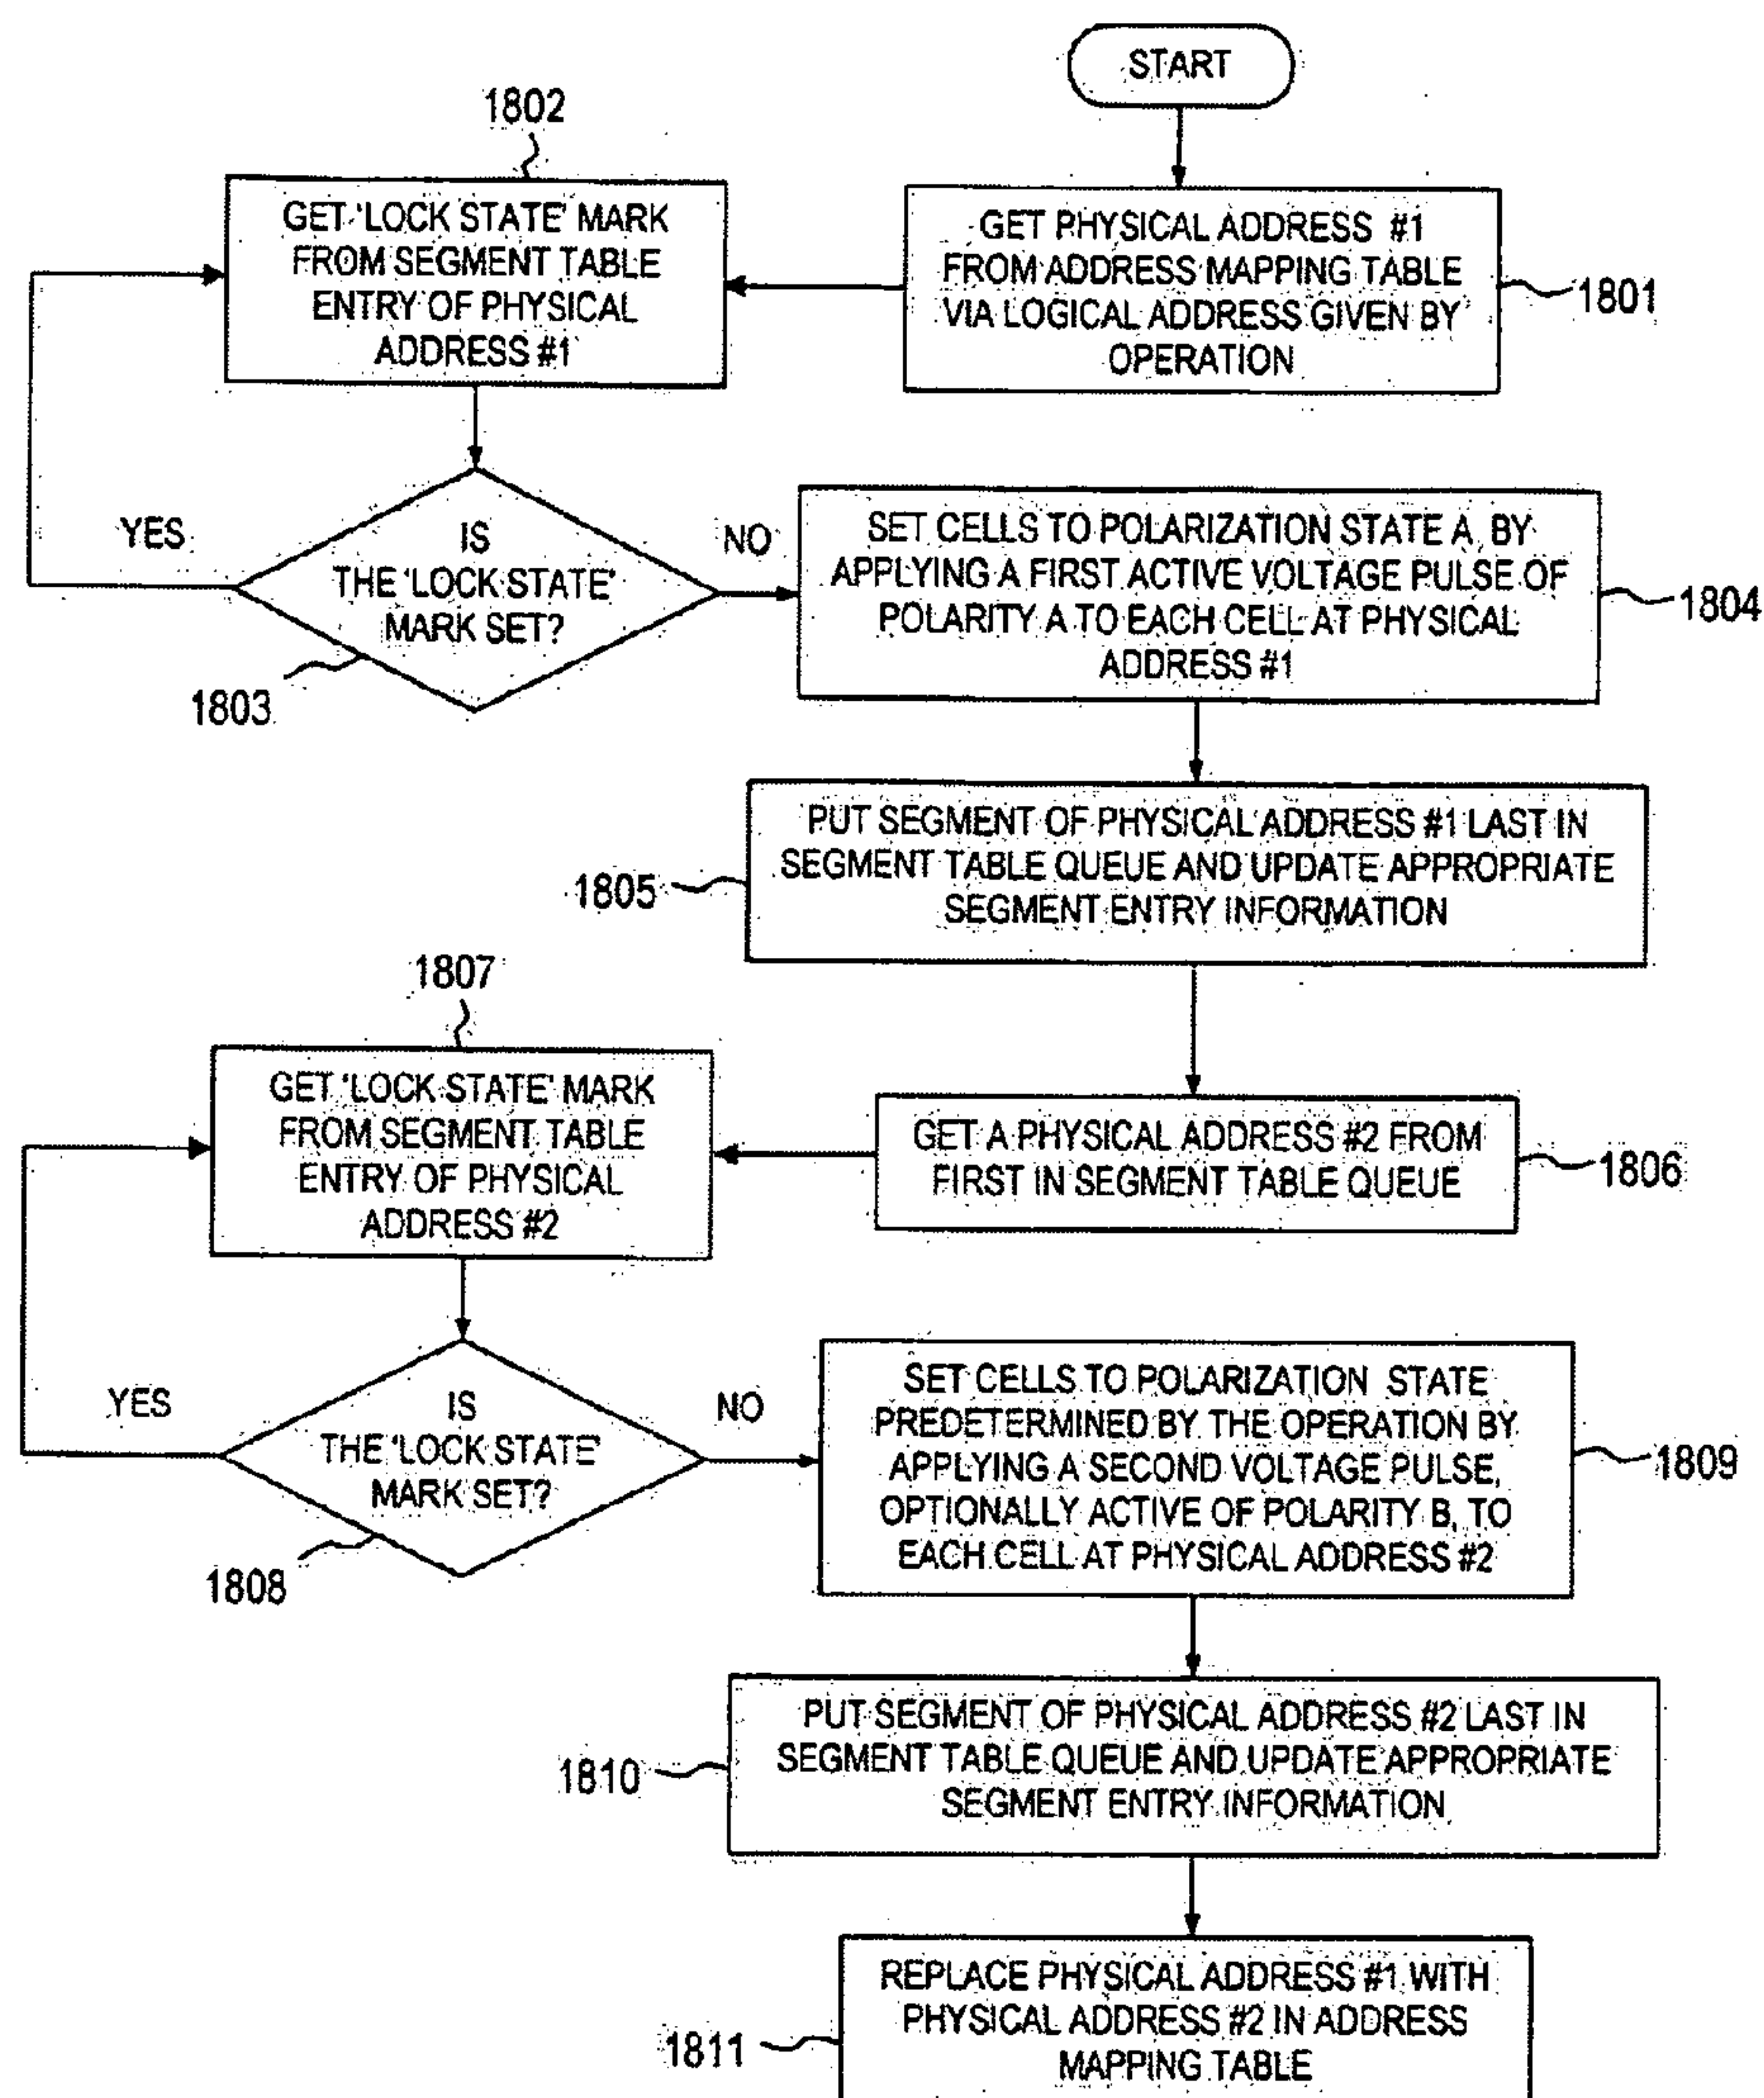 START
GET PHYSICAL ADDRESS #1
FROM ADDRESS MAPPING TABLE
VIA LOGICAL ADDRESS GIVEN BY
OPERATION
1801
1802
GET 'LOCK STATE' MARK
FROM SEGMENT TABLE
ENTRY OF PHYSICAL
ADDRESS #1
IS
THE 'LOCK STATE'
MARK SET?
YES
NO
1803
SET CELLS TO POLARIZATION STATE A BY
APPLYING A FIRST ACTIVE VOLTAGE PULSE OF
POLARITY A TO EACH CELL AT PHYSICAL
ADDRESS #1
1804
PUT SEGMENT OF PHYSICAL ADDRESS #1 LAST IN
SEGMENT TABLE QUEUE AND UPDATE APPROPRIATE
SEGMENT ENTRY INFORMATION
1805
GET A PHYSICAL ADDRESS #2 FROM
FIRST IN SEGMENT TABLE QUEUE
1806
1807
GET 'LOCK STATE' MARK
FROM SEGMENT TABLE
ENTRY OF PHYSICAL
ADDRESS #2
IS
THE 'LOCK STATE'
MARK SET?
YES
NO
1808
SET CELLS TO POLARIZATION STATE
PREDETERMINED BY THE OPERATION BY
APPLYING A SECOND VOLTAGE PULSE,
OPTIONALLY ACTIVE OF POLARITY B, TO
EACH CELL AT PHYSICAL ADDRESS #2
1809
PUT SEGMENT OF PHYSICAL ADDRESS #2 LAST IN
SEGMENT TABLE QUEUE AND UPDATE APPROPRIATE
SEGMENT ENTRY INFORMATION
1810
REPLACE PHYSICAL ADDRESS #1 WITH
PHYSICAL ADDRESS #2 IN ADDRESS
MAPPING TABLE
1811